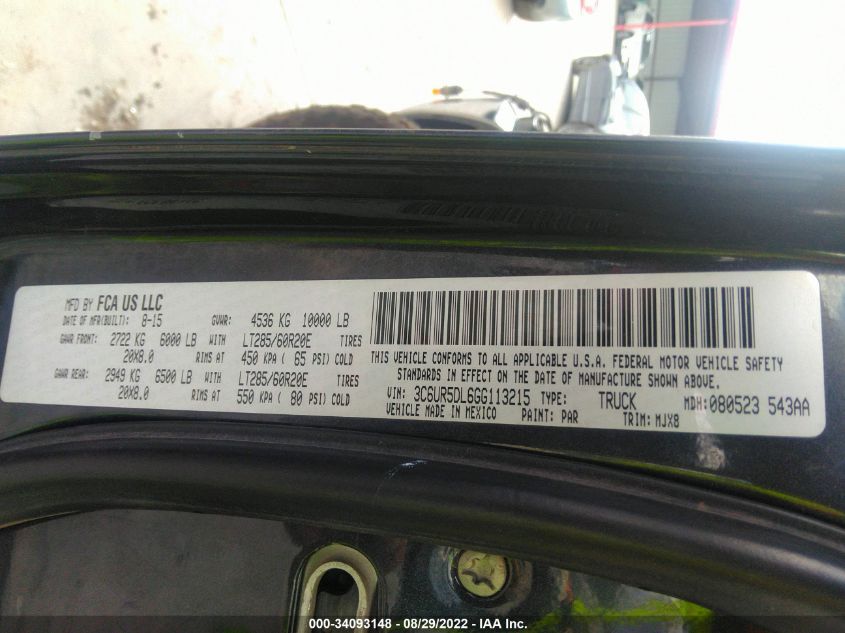 MFD BY FCA US LLC
DATE OF MFR(BUILT): 8-15 GVWR: 4536 KG 10000 LB
GAWR FRONT: 2722 KG 6000 LB WITH LT285/60R20E TIRES
20X8.0 RIMS AT 450 KPA ( 65 PSI) COLD
GAWR REAR: 2949 KG 6500 LB WITH LT285/60R20E TIRES
20X8.0 RIMS AT 550 KPA ( 80 PSI) COLD
THIS VEHICLE CONFORMS TO ALL APPLICABLE U.S.A. FEDERAL MOTOR VEHICLE SAFETY
STANDARDS IN EFFECT ON THE DATE OF MANUFACTURE SHOWN ABOVE.
VIN: 3C6UR5DL6GG113215 TYPE: TRUCK MDH:080523 543AA
VEHICLE MADE IN MEXICO PAINT: PAR TRIM: MJX8
000-34093148 - 08/29/2022 - IAA Inc.